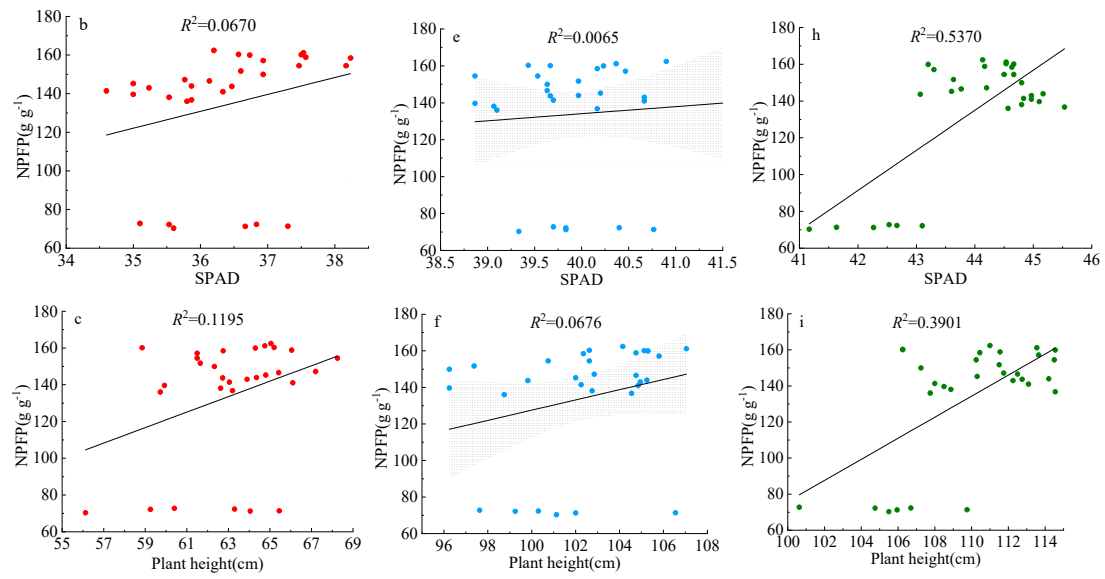 b
R²=0.0670
NPFP(g g⁻¹)
180
160
140
120
100
80
60
34 35 36 37 38
SPAD
e
R²=0.0065
NPFP(g g⁻¹)
180
160
140
120
100
80
60
38.5 39.0 39.5 40.0 40.5 41.0 41.5
SPAD
h
R²=0.5370
NPFP(g g⁻¹)
180
160
140
120
100
80
60
41 42 43 44 45 46
SPAD
c
R²=0.1195
NPFP(g g⁻¹)
180
160
140
120
100
80
60
55 57 59 61 63 65 67 69
Plant height(cm)
f
R²=0.0676
NPFP(g g⁻¹)
180
160
140
120
100
80
60
96 98 100 102 104 106 108
Plant height(cm)
i
R²=0.3901
NPFP(g g⁻¹)
180
160
140
120
100
80
60
100 102 104 106 108 110 112 114
Plant height(cm)